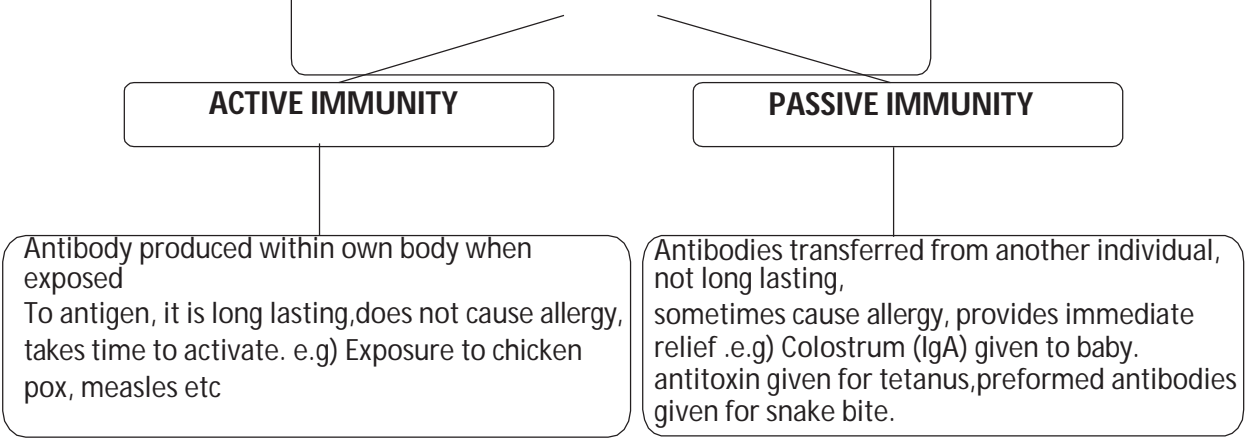 ACTIVE IMMUNITY
PASSIVE IMMUNITY
Antibody produced within own body when
exposed
To antigen, it is long lasting,does not cause allergy,
takes time to activate. e.g) Exposure to chicken
pox, measles etc
Antibodies transferred from another individual,
not long lasting,
sometimes cause allergy, provides immediate
relief .e.g) Colostrum (IgA) given to baby.
antitoxin given for tetanus,preformed antibodies
given for snake bite.